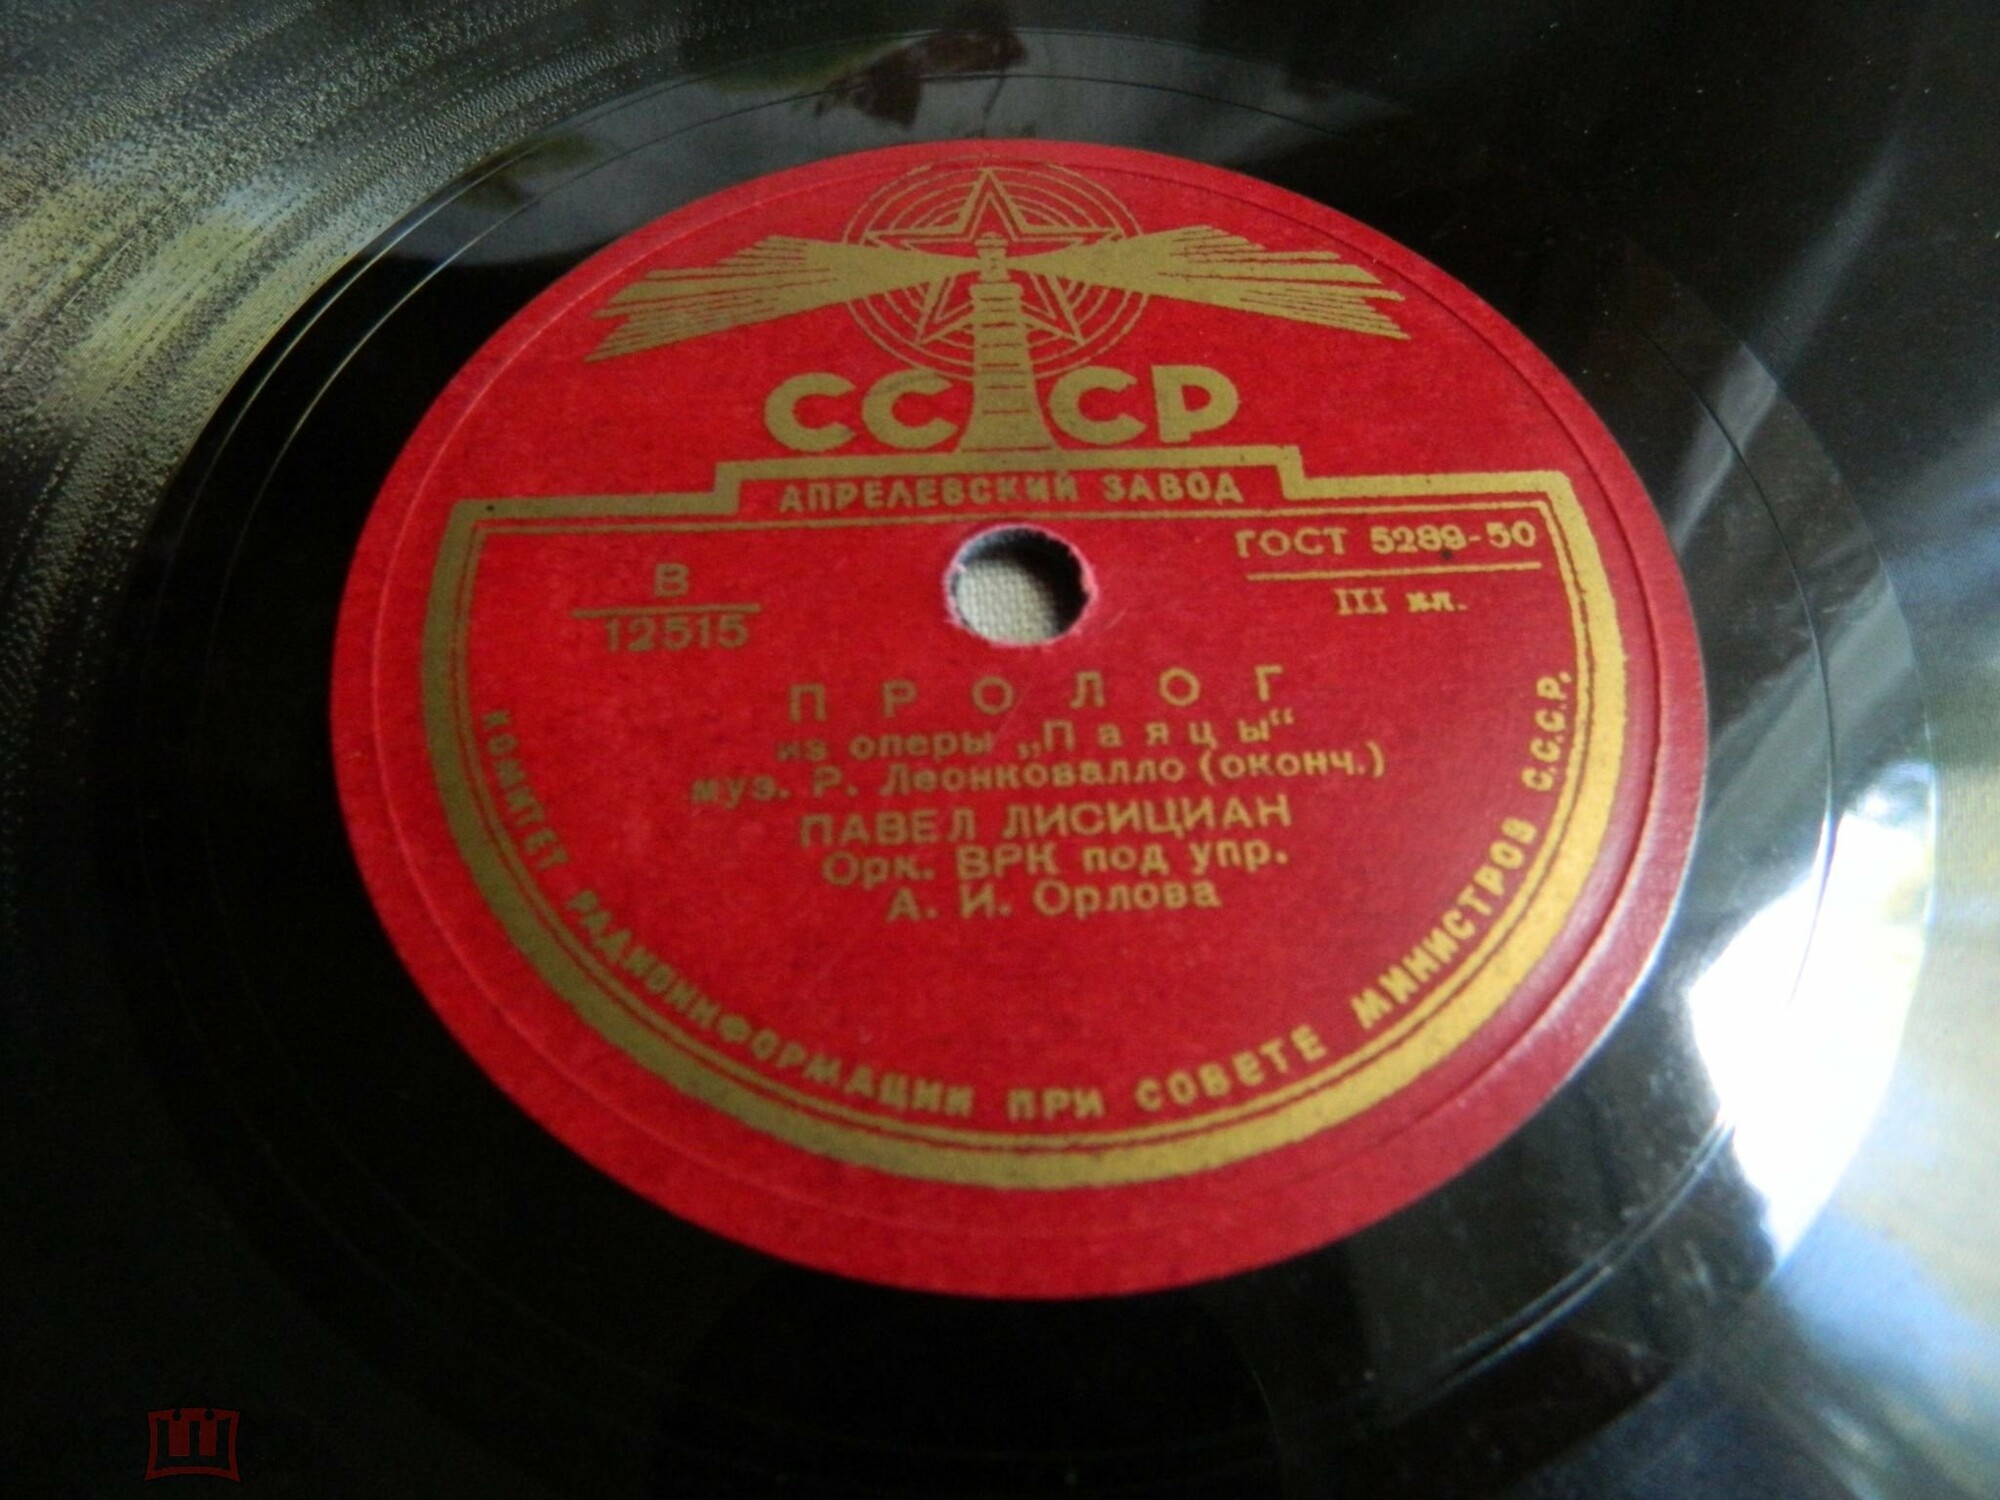 СССР
АПРЕЛЕВСКИЙ ЗАВОД
В
12515
ГОСТ 5289-50
III кл.
ПРОЛОГ
из оперы „Паяцы“
муз. Р. Леонковалло (оконч.)
ПАВЕЛ ЛИСИЦИАН
Орк. ВРК под упр.
А. И. Орлова
КОМИТЕТ РАДИОИНФОРМАЦИИ ПРИ СОВЕТЕ МИНИСТРОВ С.С.С.Р.